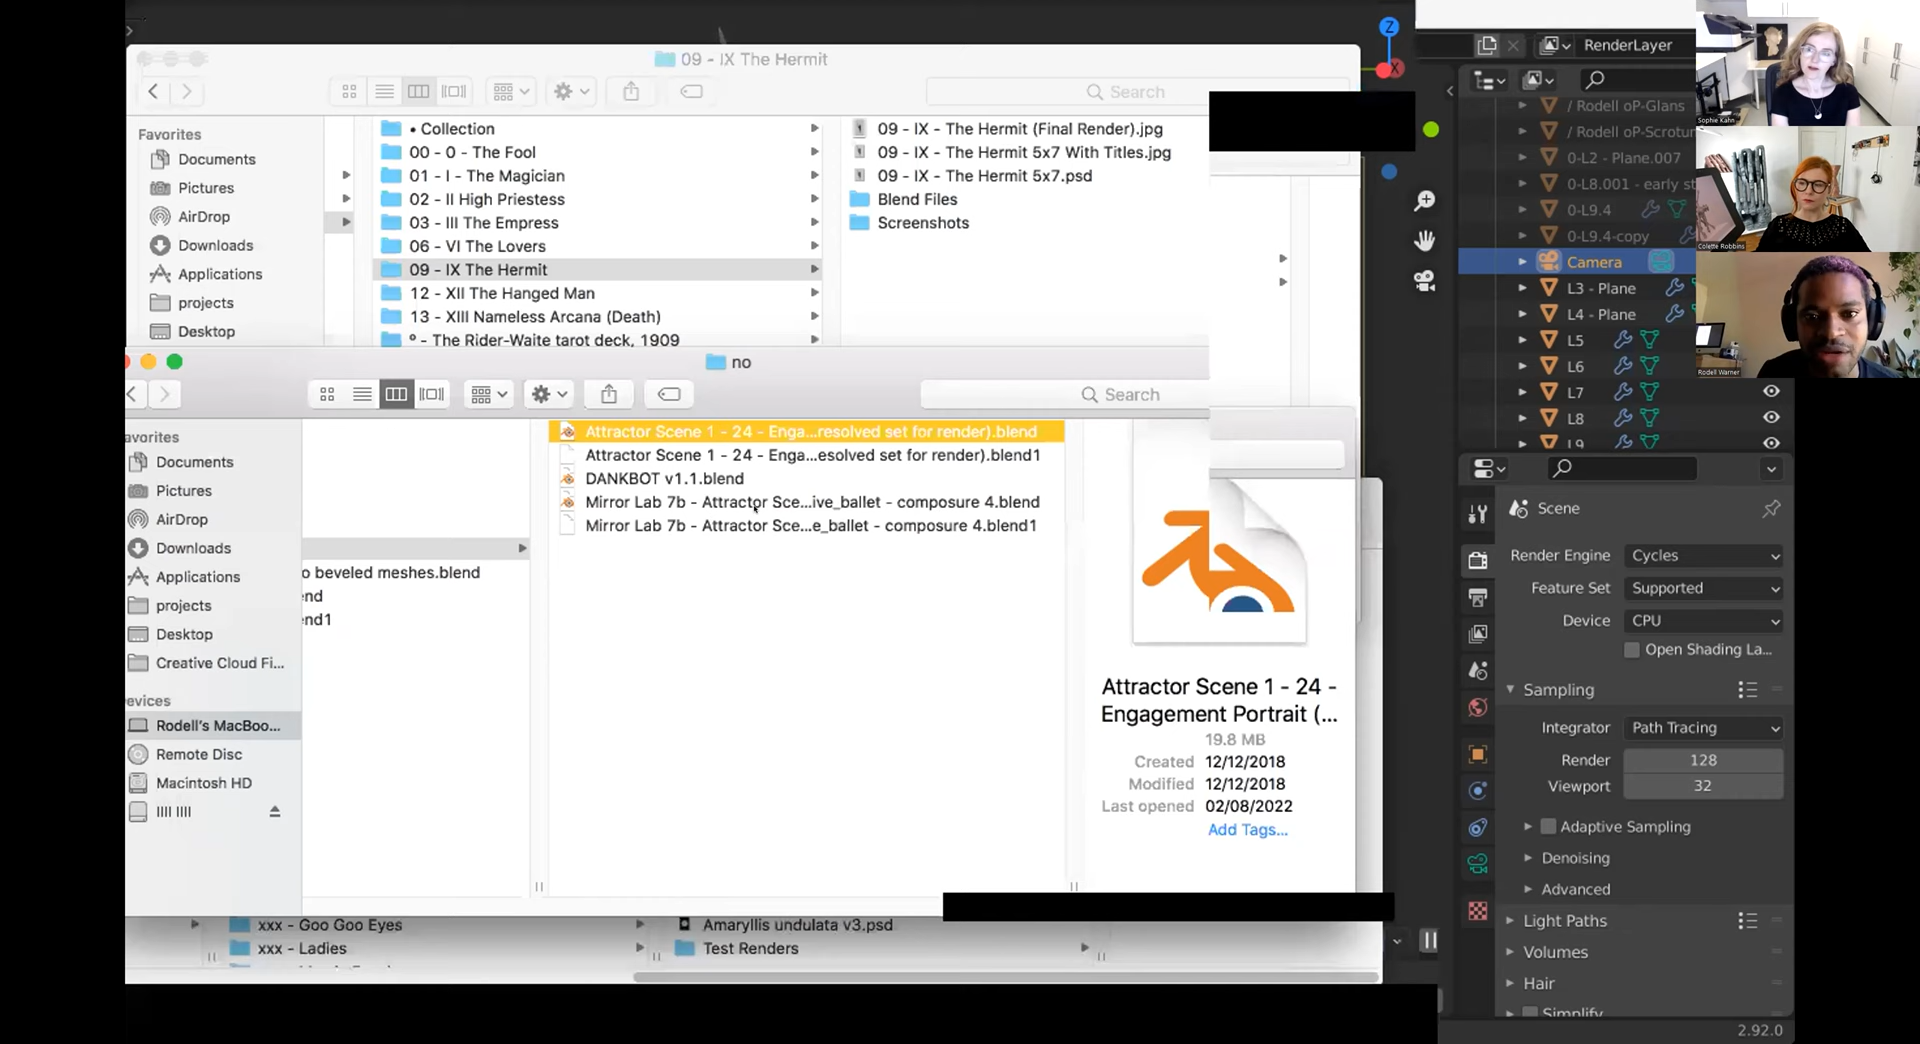 09 - IX The Hermit
Search
Favorites
Documents
Pictures
AirDrop
Downloads
Applications
projects
Desktop
• Collection
00 - 0 - The Fool
01 - I - The Magician
02 - II High Priestess
03 - III The Empress
06 - VI The Lovers
09 - IX The Hermit
12 - XII The Hanged Man
13 - XIII Nameless Arcana (Death)
º - The Rider-Waite tarot deck, 1909
09 - IX - The Hermit (Final Render).jpg
09 - IX - The Hermit 5x7 With Titles.jpg
09 - IX - The Hermit 5x7.psd
Blend Files
Screenshots
no
Search
avorites
Documents
Pictures
AirDrop
Downloads
Applications
projects
Desktop
Creative Cloud Fi...
evices
Rodell's MacBoo...
Remote Disc
Macintosh HD
o beveled meshes.blend
nd
nd1
Attractor Scene 1 - 24 - Enga...resolved set for render).blend
Attractor Scene 1 - 24 - Enga...esolved set for render).blend1
DANKBOT v1.1.blend
Mirror Lab 7b - Attractor Sce...ive_ballet - composure 4.blend
Mirror Lab 7b - Attractor Sce...e_ballet - composure 4.blend1
Attractor Scene 1 - 24 -
Engagement Portrait (...
19.8 MB
Created 12/12/2018
Modified 12/12/2018
Last opened 02/08/2022
Add Tags...
xxx - Goo Goo Eyes
xxx - Ladies
Amaryllis undulata v3.psd
Test Renders
Z
X
RenderLayer
/ Rodell oP-Glans
/ Rodell oP-Scrotun
0-L2 - Plane.007
0-L8.001 - early st
0-L9.4
0-L9.4-copy
Camera
L3 - Plane
L4 - Plane
L5
L6
L7
L8
L9
Scene
Render Engine Cycles
Feature Set Supported
Device CPU
Open Shading La...
Sampling
Integrator Path Tracing
Render 128
Viewport 32
Adaptive Sampling
Denoising
Advanced
Light Paths
Volumes
Hair
Simplify
2.92.0
Sophie Kahn
Colette Robbins
Rodell Warner